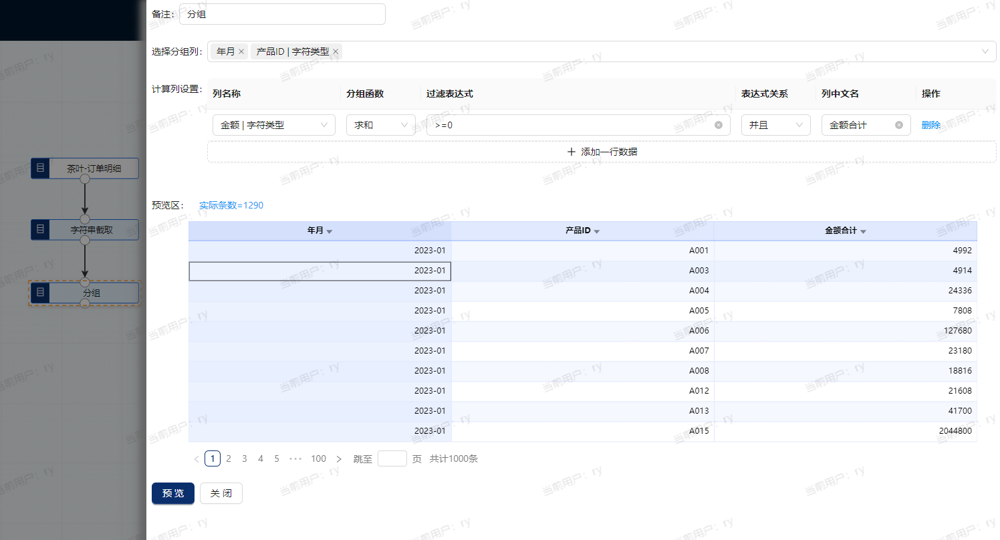 备注： 分组
选择分组列： 年月 × 产品ID | 字符类型 ×
计算列设置： 列名称 分组函数 过滤表达式 表达式关系 列中文名 操作
金额 | 字符类型 求和 >=0 并且 金额合计 删除
+ 添加一行数据
茶叶-订单明细
字符串截取
分组
预览区： 实际条数=1290
年月 产品ID 金额合计
2023-01 A001 4992
2023-01 A003 4914
2023-01 A004 24336
2023-01 A005 7808
2023-01 A006 127680
2023-01 A007 23180
2023-01 A008 18816
2023-01 A012 21608
2023-01 A013 41700
2023-01 A015 2044800
< 1 2 3 4 5 ••• 100 > 跳至 页 共计1000条
预 览 关 闭
当前用户：ry